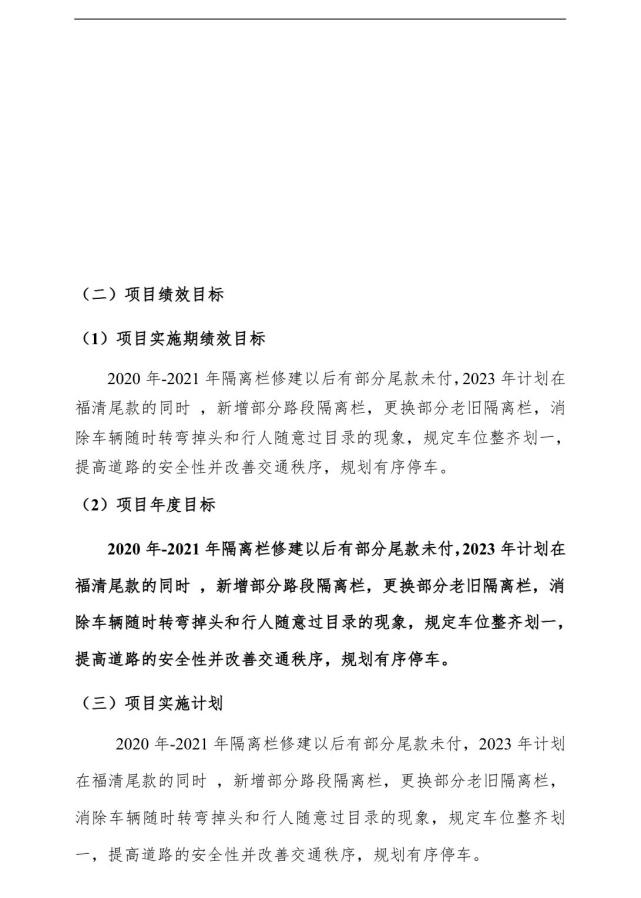 （二）项目绩效目标
（1）项目实施期绩效目标
2020 年-2021 年隔离栏修建以后有部分尾款未付，2023 年计划在
福清尾款的同时 ，新增部分路段隔离栏，更换部分老旧隔离栏，消
除车辆随时转弯掉头和行人随意过目录的现象，规定车位整齐划一，
提高道路的安全性并改善交通秩序，规划有序停车。
（2）项目年度目标
2020 年-2021 年隔离栏修建以后有部分尾款未付，2023 年计划在
福清尾款的同时 ，新增部分路段隔离栏，更换部分老旧隔离栏，消
除车辆随时转弯掉头和行人随意过目录的现象，规定车位整齐划一，
提高道路的安全性并改善交通秩序，规划有序停车。
（三）项目实施计划
2020 年-2021 年隔离栏修建以后有部分尾款未付，2023 年计划
在福清尾款的同时 ，新增部分路段隔离栏，更换部分老旧隔离栏，
消除车辆随时转弯掉头和行人随意过目录的现象，规定车位整齐划
一，提高道路的安全性并改善交通秩序，规划有序停车。